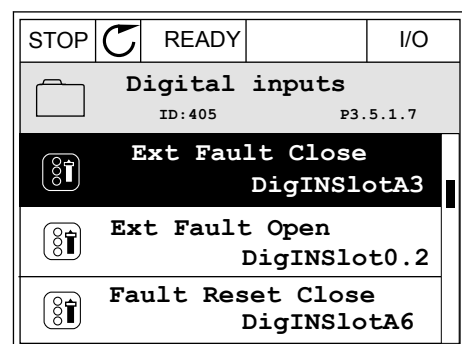 STOP READY I/O
Digital inputs
ID:405 P3.5.1.7
Ext Fault Close
DigINSlotA3
Ext Fault Open
DigINSlot0.2
Fault Reset Close
DigINSlotA6